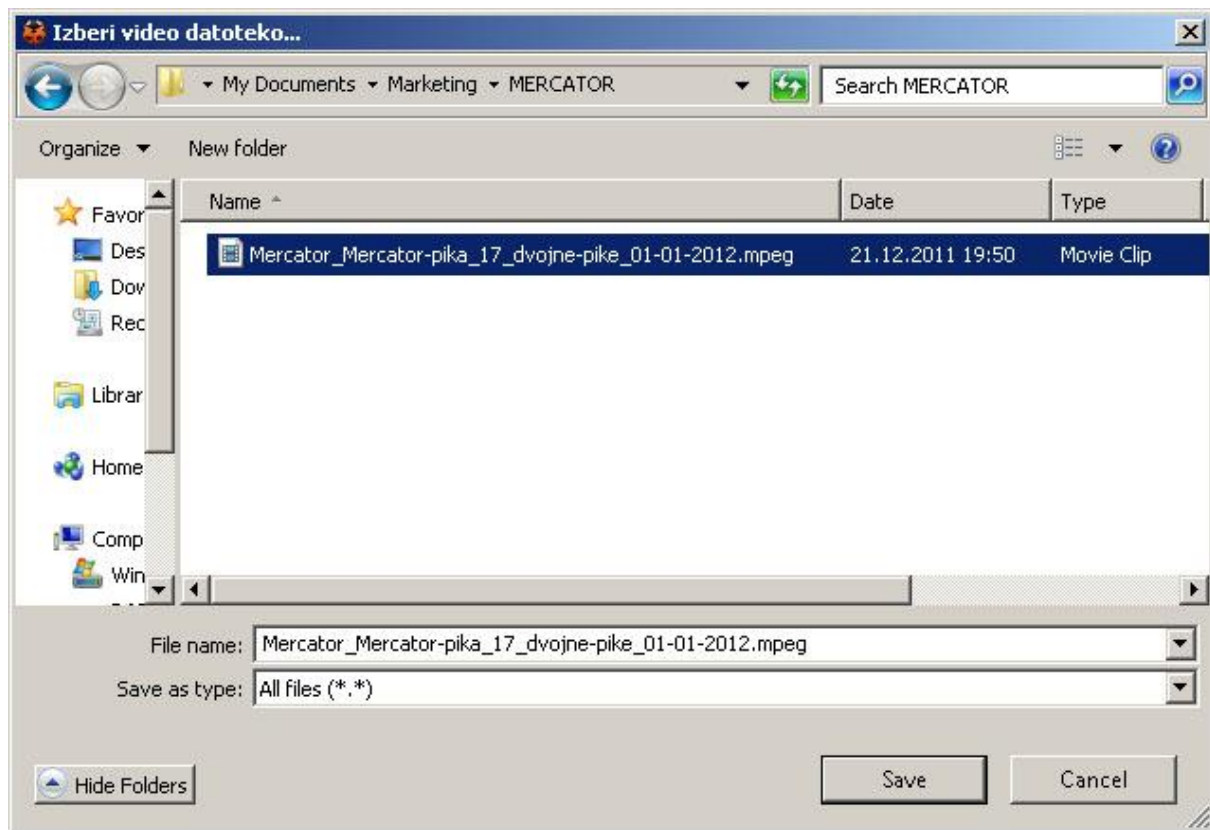 Izberi video datoteko...
My Documents Marketing MERCATOR Search MERCATOR
Organize New folder
Name Date Type
Mercator_Mercator-pika_17_dvojne-pike_01-01-2012.mpeg 21.12.2011 19:50 Movie Clip
Favor
Des
Dov
Rec
Librar
Home
Comp
Win
File name: Mercator_Mercator-pika_17_dvojne-pike_01-01-2012.mpeg
Save as type: All files (*.*)
Hide Folders Save Cancel